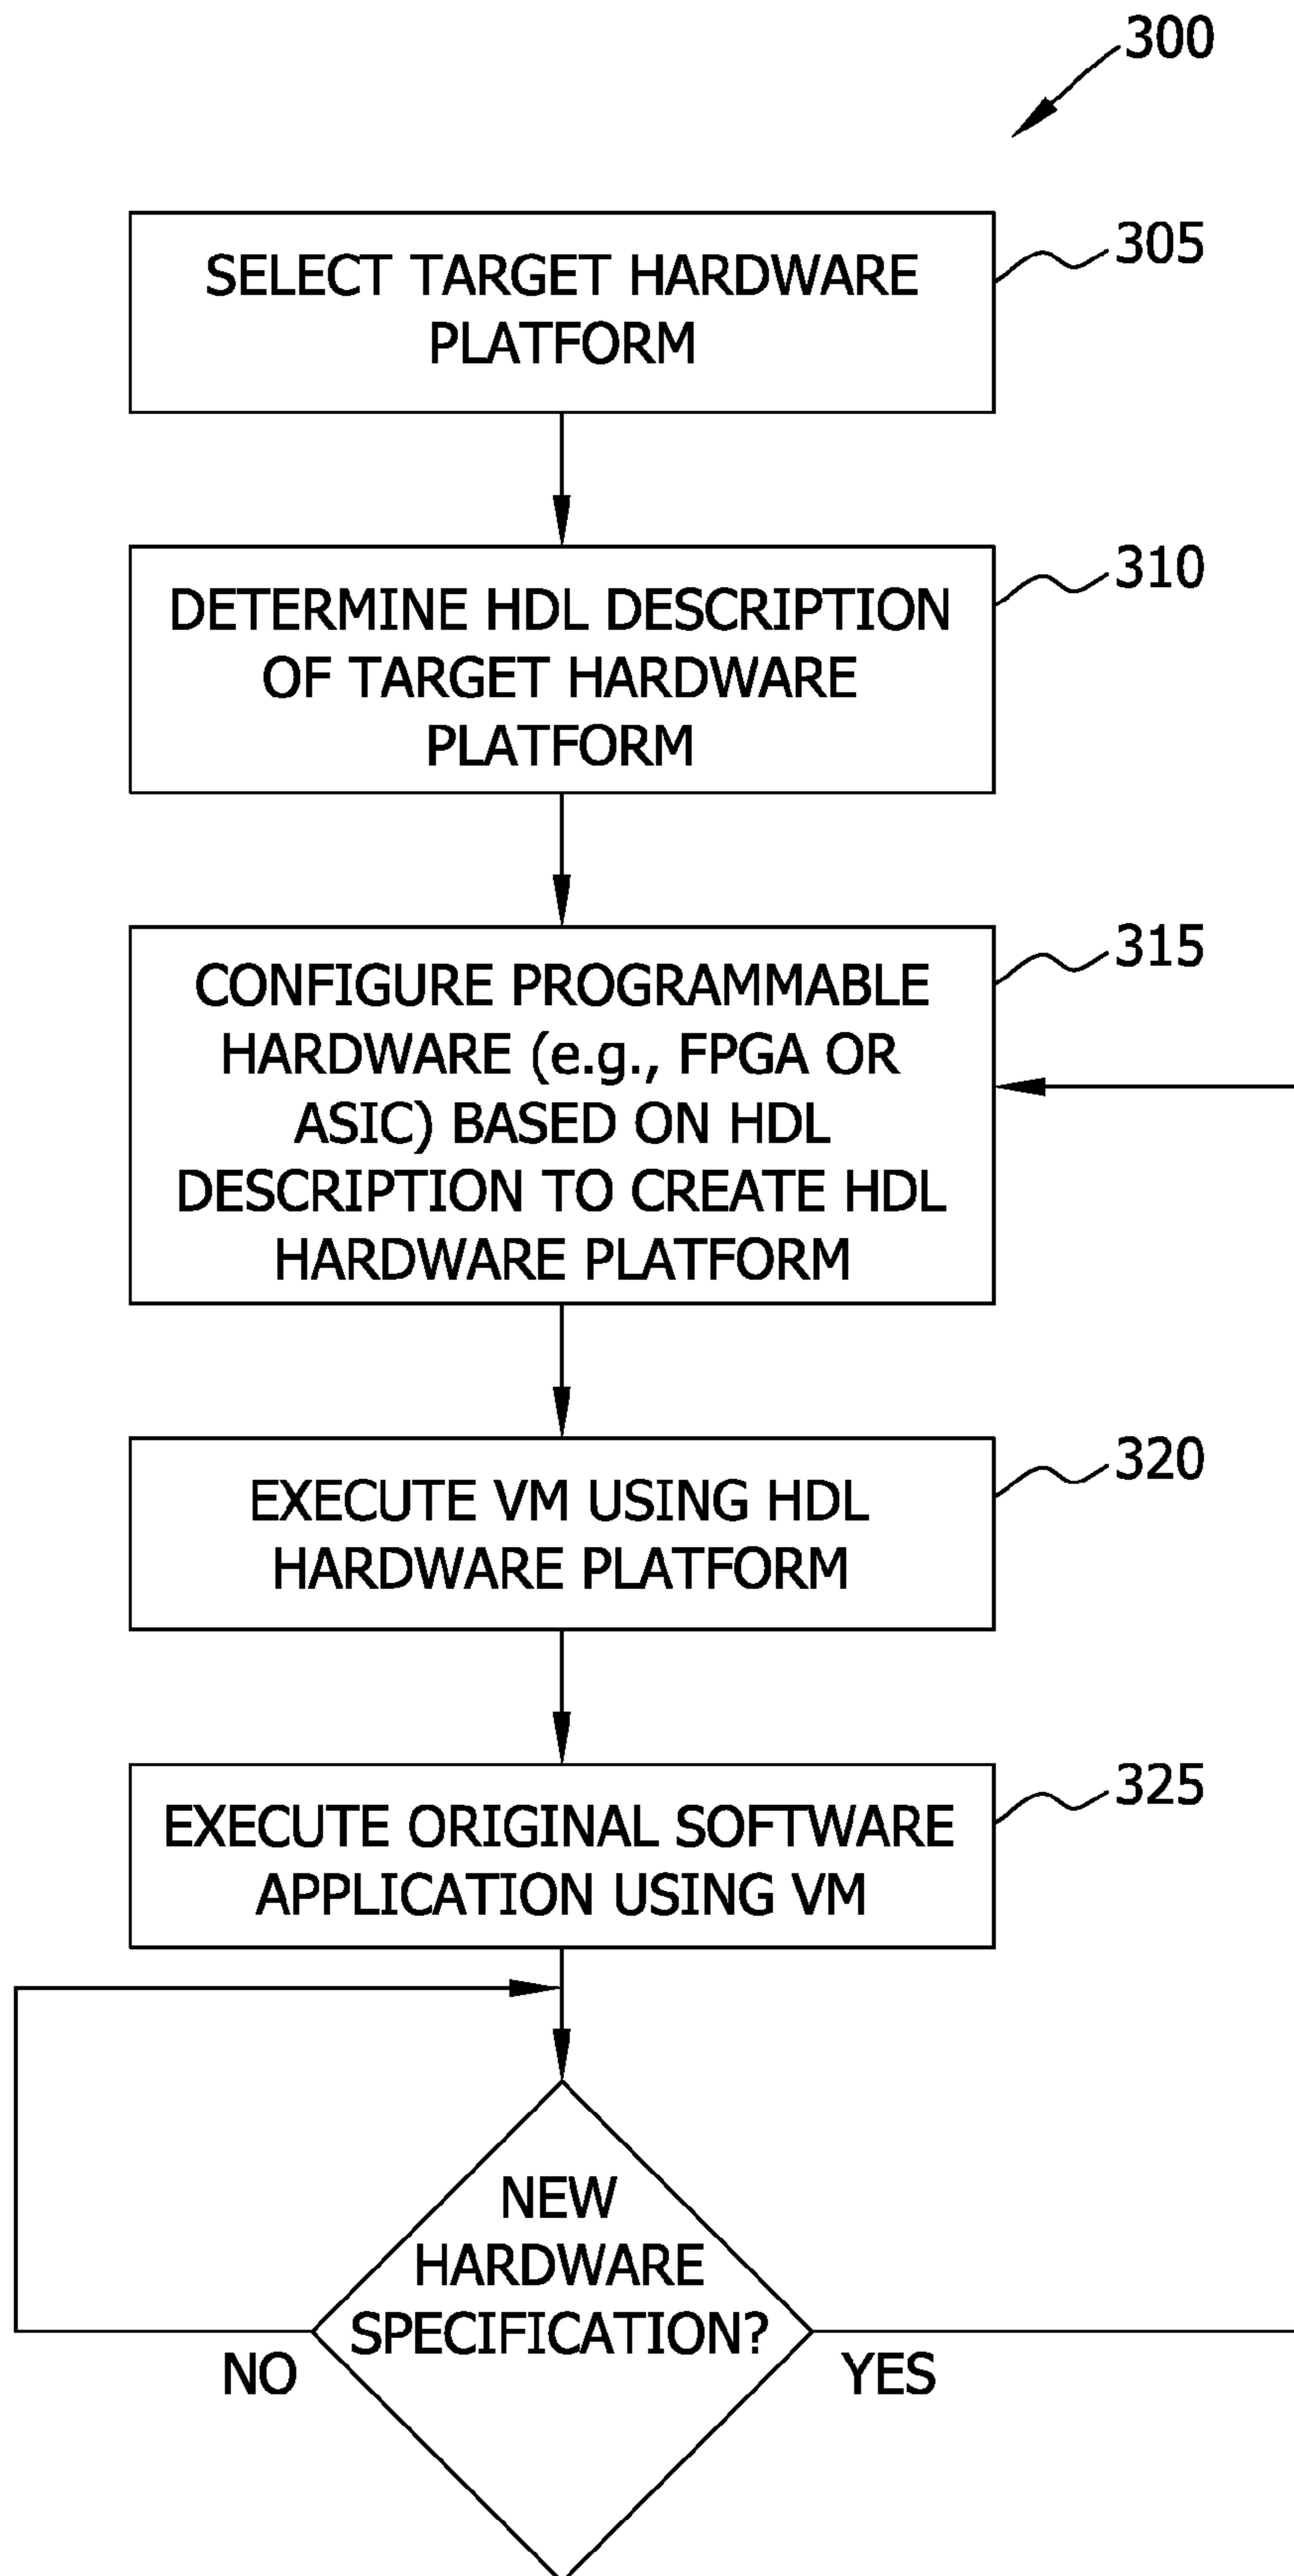 300
SELECT TARGET HARDWARE
PLATFORM
305
DETERMINE HDL DESCRIPTION
OF TARGET HARDWARE
PLATFORM
310
CONFIGURE PROGRAMMABLE
HARDWARE (e.g., FPGA OR
ASIC) BASED ON HDL
DESCRIPTION TO CREATE HDL
HARDWARE PLATFORM
315
EXECUTE VM USING HDL
HARDWARE PLATFORM
320
EXECUTE ORIGINAL SOFTWARE
APPLICATION USING VM
325
NEW
HARDWARE
SPECIFICATION?
NO
YES